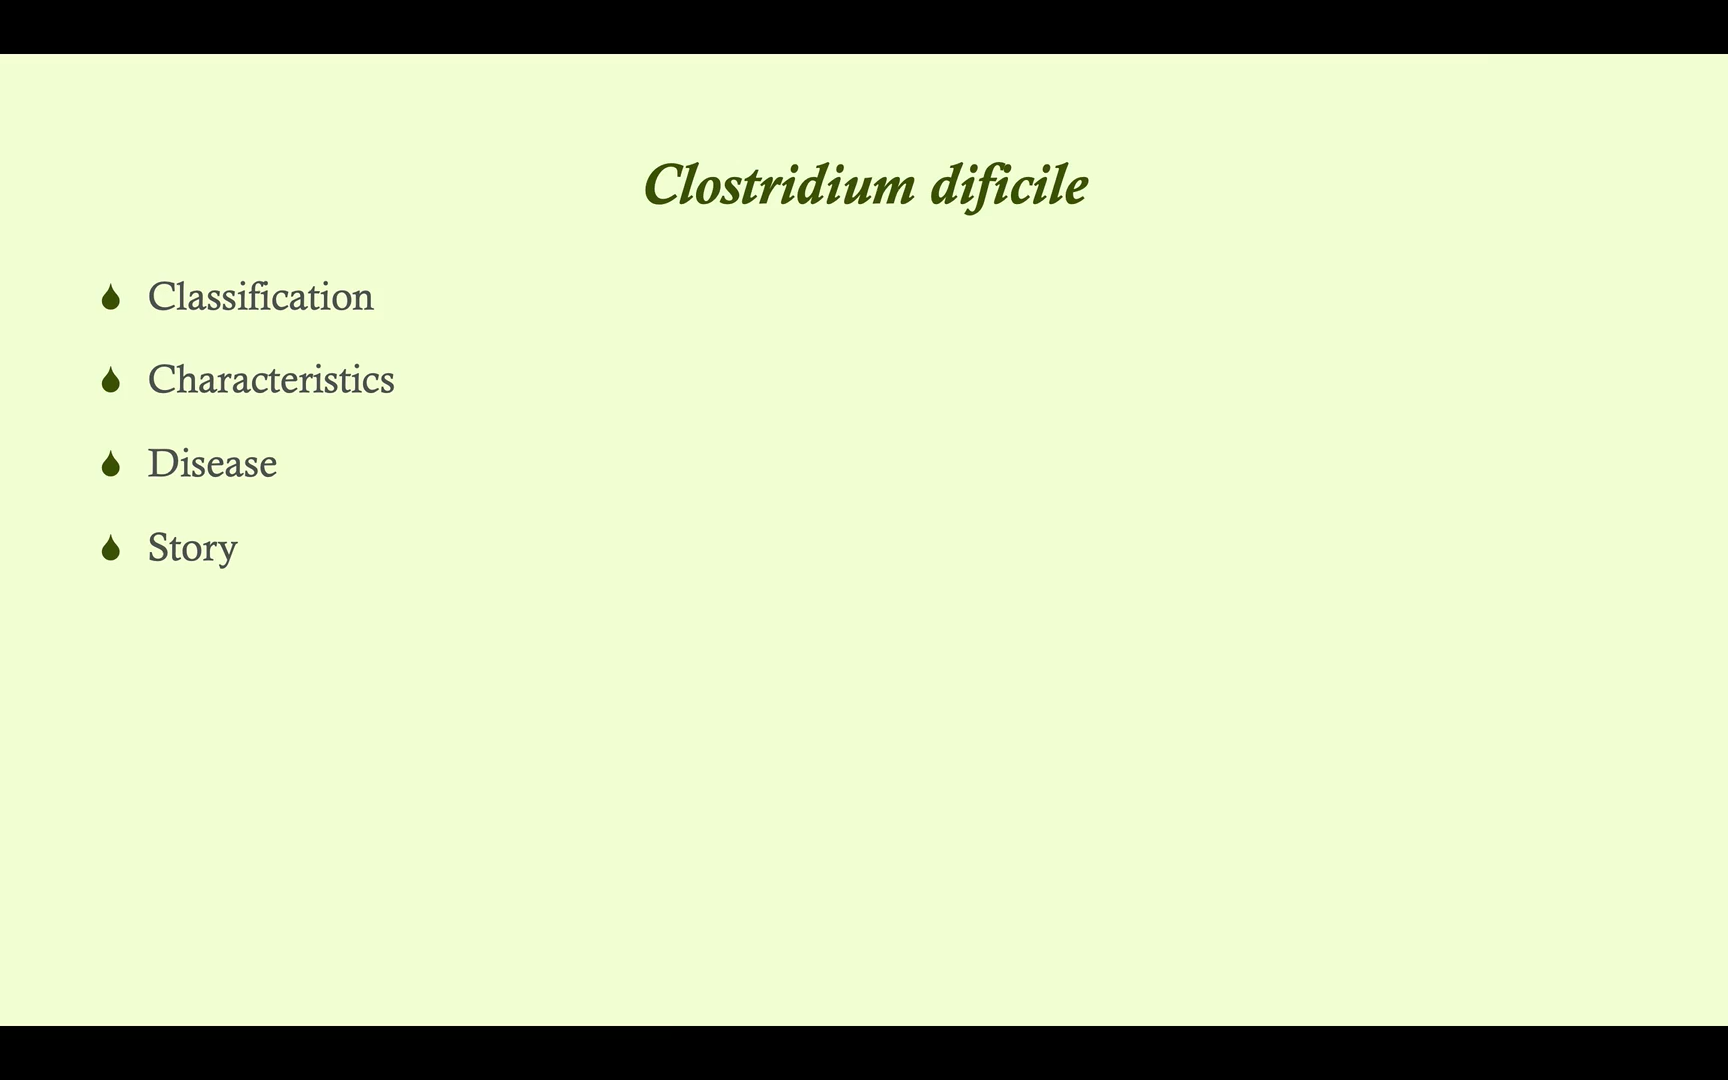 Clostridium dificile
Classification
Characteristics
Disease
Story